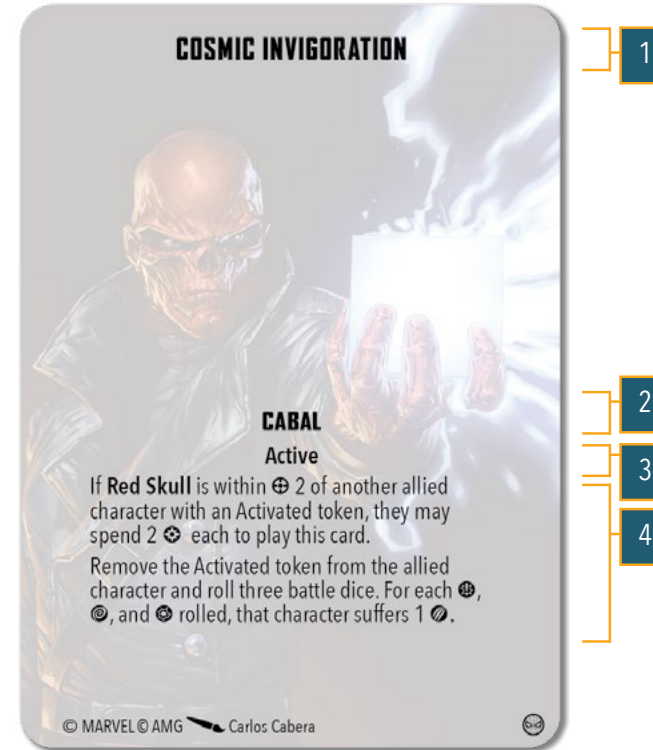 COSMIC INVIGORATION
1
CABAL
2
Active
3
If Red Skull is within 2 of another allied
character with an Activated token, they may
spend 2 each to play this card.
4
Remove the Activated token from the allied
character and roll three battle dice. For each ,
, and rolled, that character suffers 1 .
© MARVEL © AMG Carlos Cabera